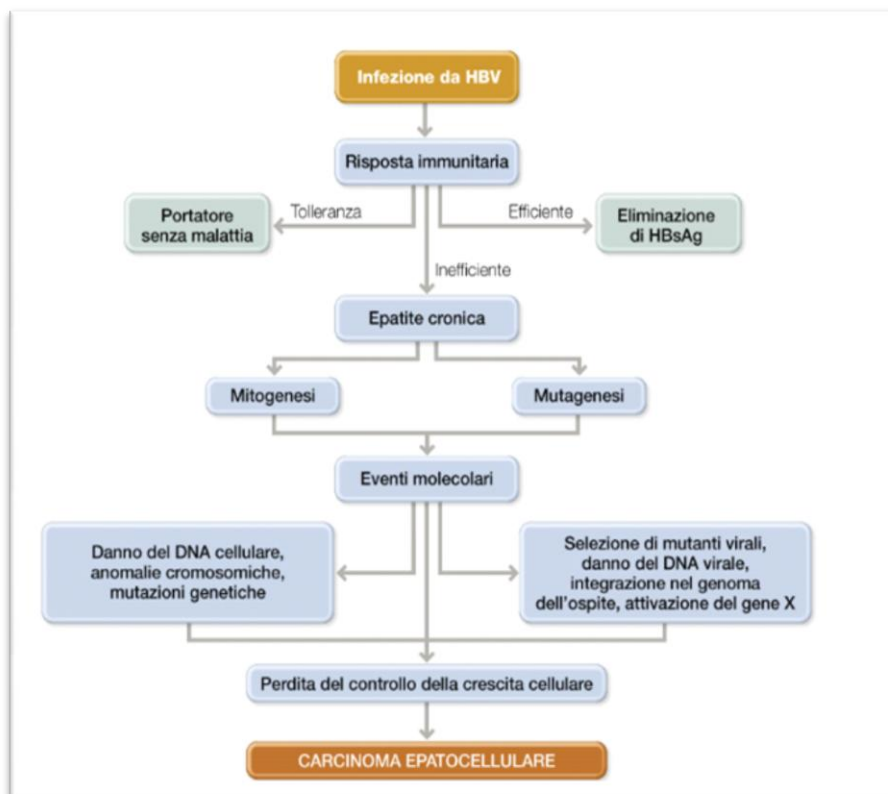 Infezione da HBV
Risposta immunitaria
Tolleranza
Efficiente
Portatore
senza malattia
Eliminazione
di HBsAg
Inefficiente
Epatite cronica
Mitogenesi
Mutagenesi
Eventi molecolari
Danno del DNA cellulare,
anomalie cromosomiche,
mutazioni genetiche
Selezione di mutanti virali,
danno del DNA virale,
integrazione nel genoma
dell'ospite, attivazione del gene X
Perdita del controllo della crescita cellulare
CARCINOMA EPATOCELLULARE